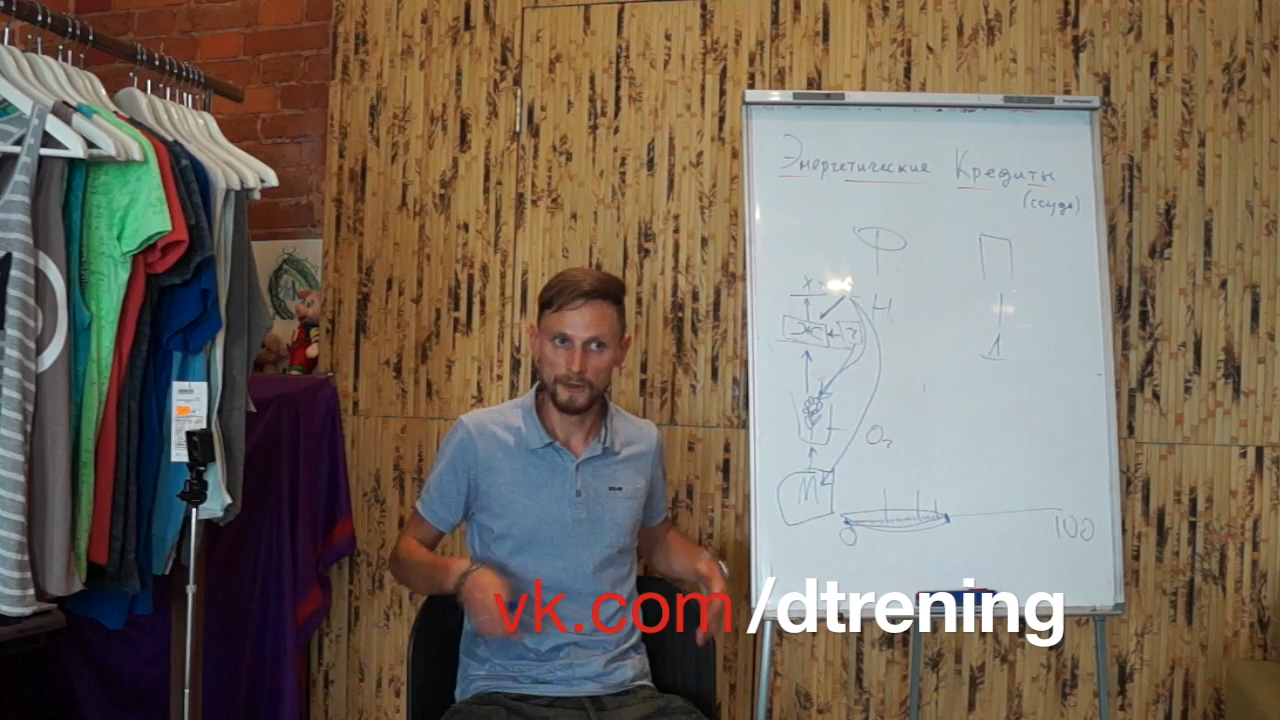 Энергетические Кредиты
(ссуда)
Ф П
х
Н
Ж + З
О₂
М
0 100
vk.com/dtrening